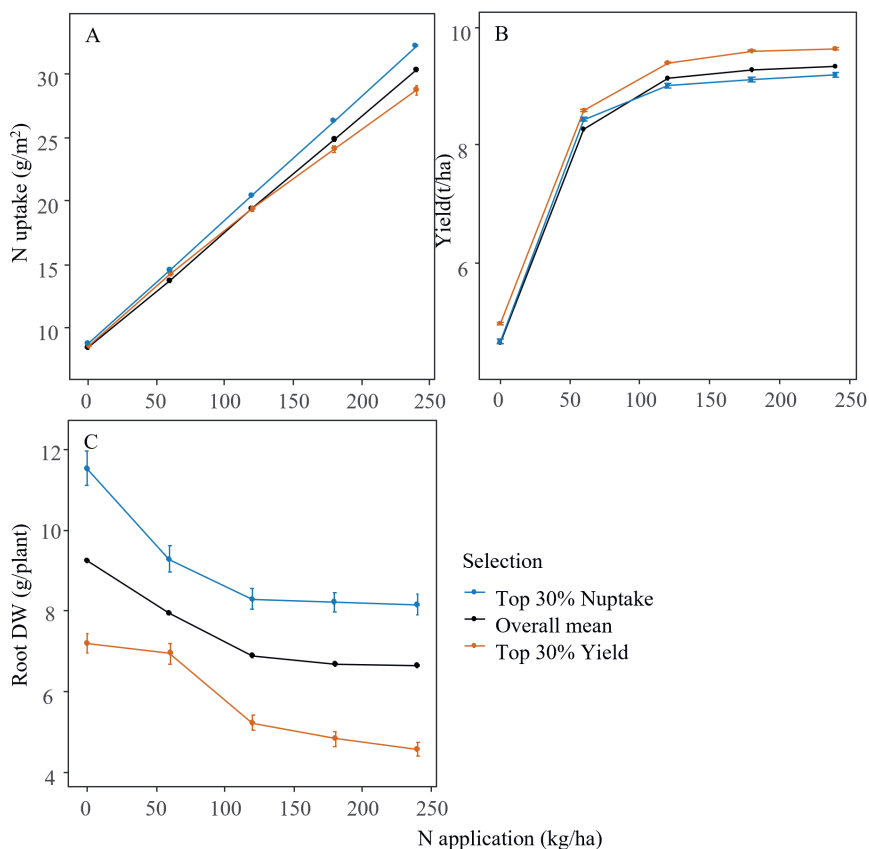 A
N uptake (g/m²)
30
25
20
15
10
0 50 100 150 200 250
B
Yield(t/ha)
10
8
6
0 50 100 150 200 250
C
Root DW (g/plant)
12
10
8
6
4
0 50 100 150 200 250
N application (kg/ha)
Selection
Top 30% Nuptake
Overall mean
Top 30% Yield